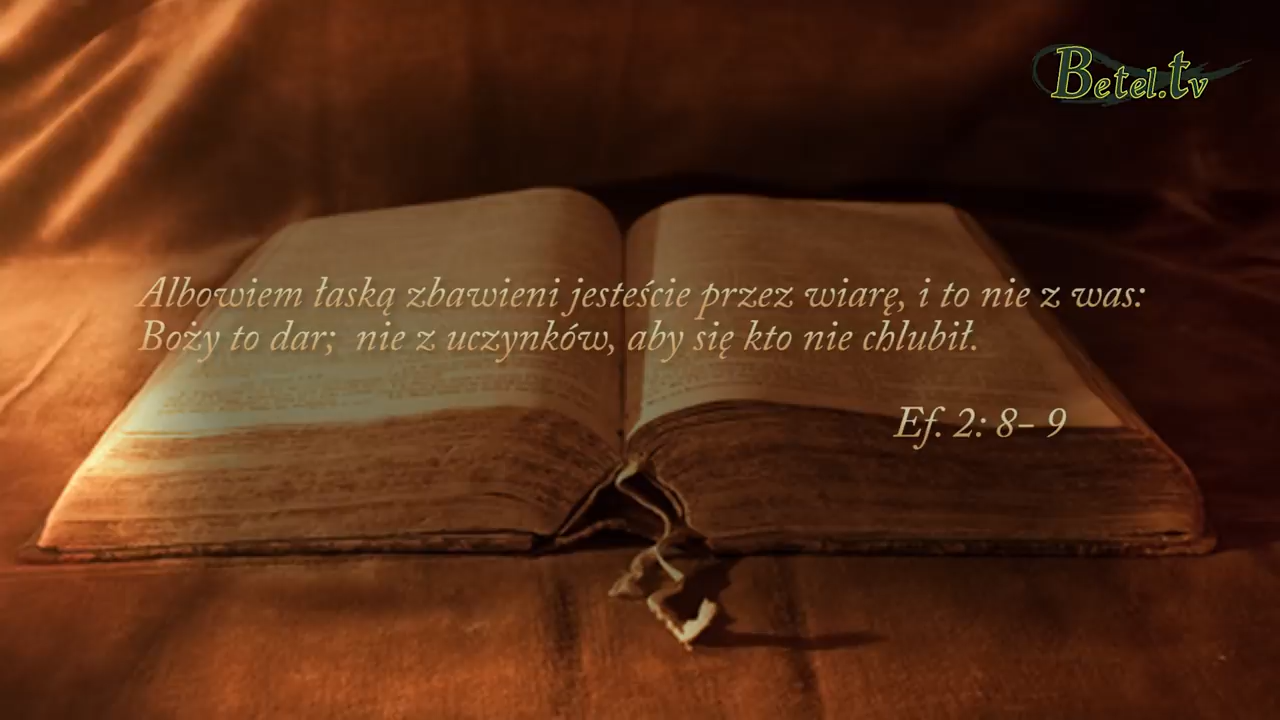 Betel.tv
Albowiem łaską zbawieni jesteście przez wiarę, i to nie z was:
Boży to dar; nie z uczynków, aby się kto nie chlubił.
Ef. 2: 8- 9